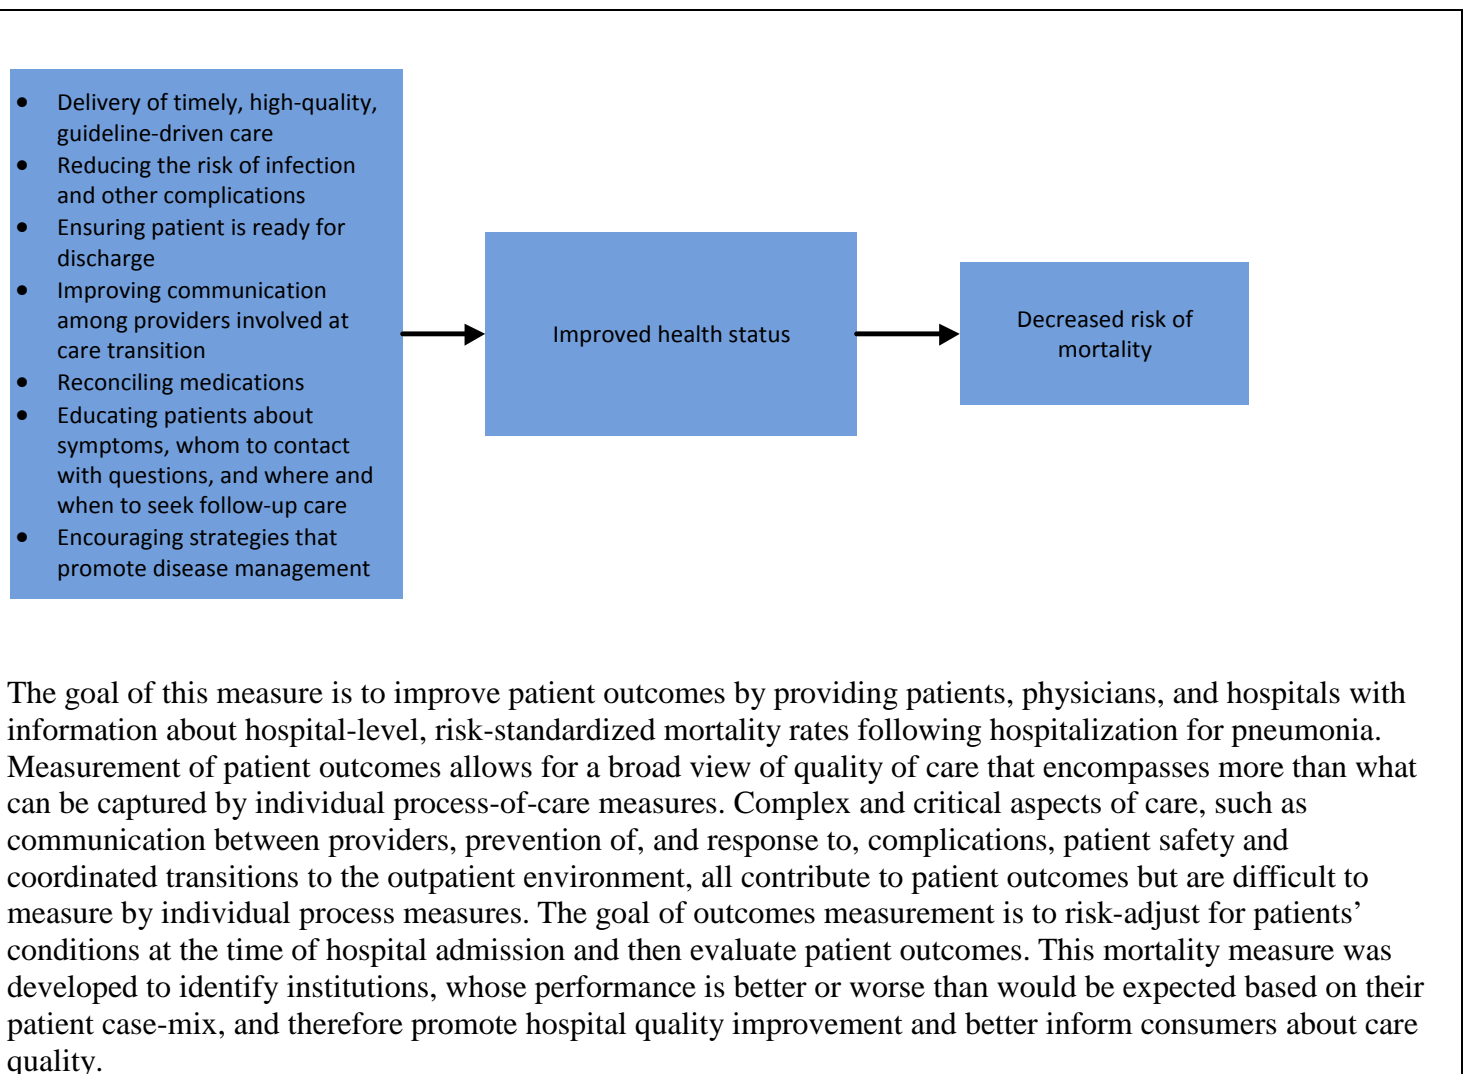 • Delivery of timely, high-quality,
guideline-driven care
• Reducing the risk of infection
and other complications
• Ensuring patient is ready for
discharge
• Improving communication
among providers involved at
care transition
• Reconciling medications
• Educating patients about
symptoms, whom to contact
with questions, and where and
when to seek follow-up care
• Encouraging strategies that
promote disease management
Improved health status
Decreased risk of
mortality
The goal of this measure is to improve patient outcomes by providing patients, physicians, and hospitals with
information about hospital-level, risk-standardized mortality rates following hospitalization for pneumonia.
Measurement of patient outcomes allows for a broad view of quality of care that encompasses more than what
can be captured by individual process-of-care measures. Complex and critical aspects of care, such as
communication between providers, prevention of, and response to, complications, patient safety and
coordinated transitions to the outpatient environment, all contribute to patient outcomes but are difficult to
measure by individual process measures. The goal of outcomes measurement is to risk-adjust for patients’
conditions at the time of hospital admission and then evaluate patient outcomes. This mortality measure was
developed to identify institutions, whose performance is better or worse than would be expected based on their
patient case-mix, and therefore promote hospital quality improvement and better inform consumers about care
quality.